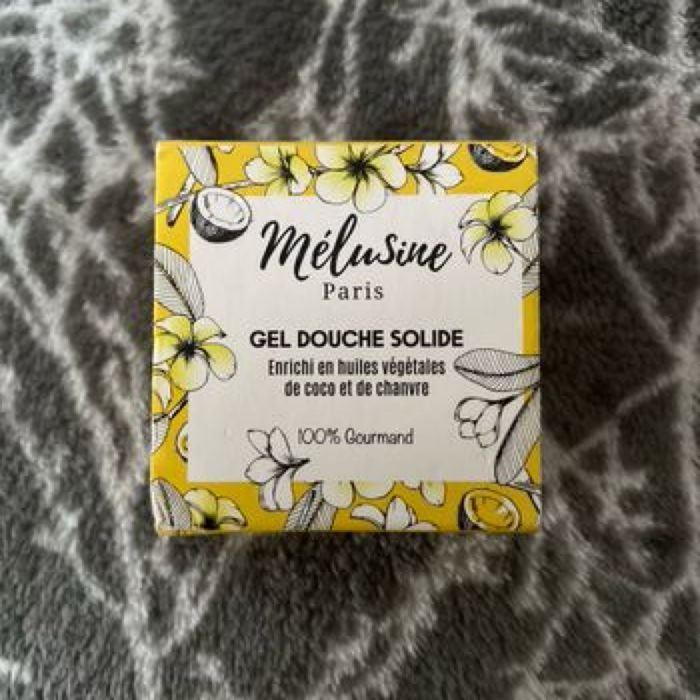 Mélusine
Paris
GEL DOUCHE SOLIDE
Enrichi en huiles végétales
de coco et de chanvre
100% Gourmand